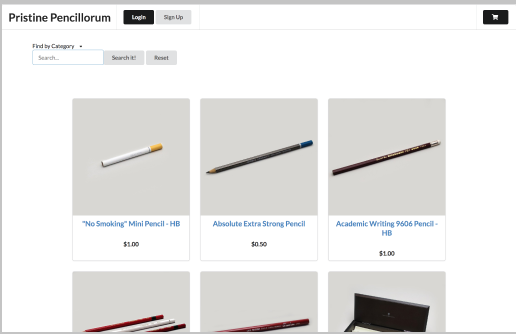 Pristine Pencillorum
Login
Sign Up
Find by Category
Search...
Search it!
Reset
"No Smoking" Mini Pencil - HB
$1.00
Absolute Extra Strong Pencil
$0.50
Academic Writing 9606 Pencil -
HB
$1.00